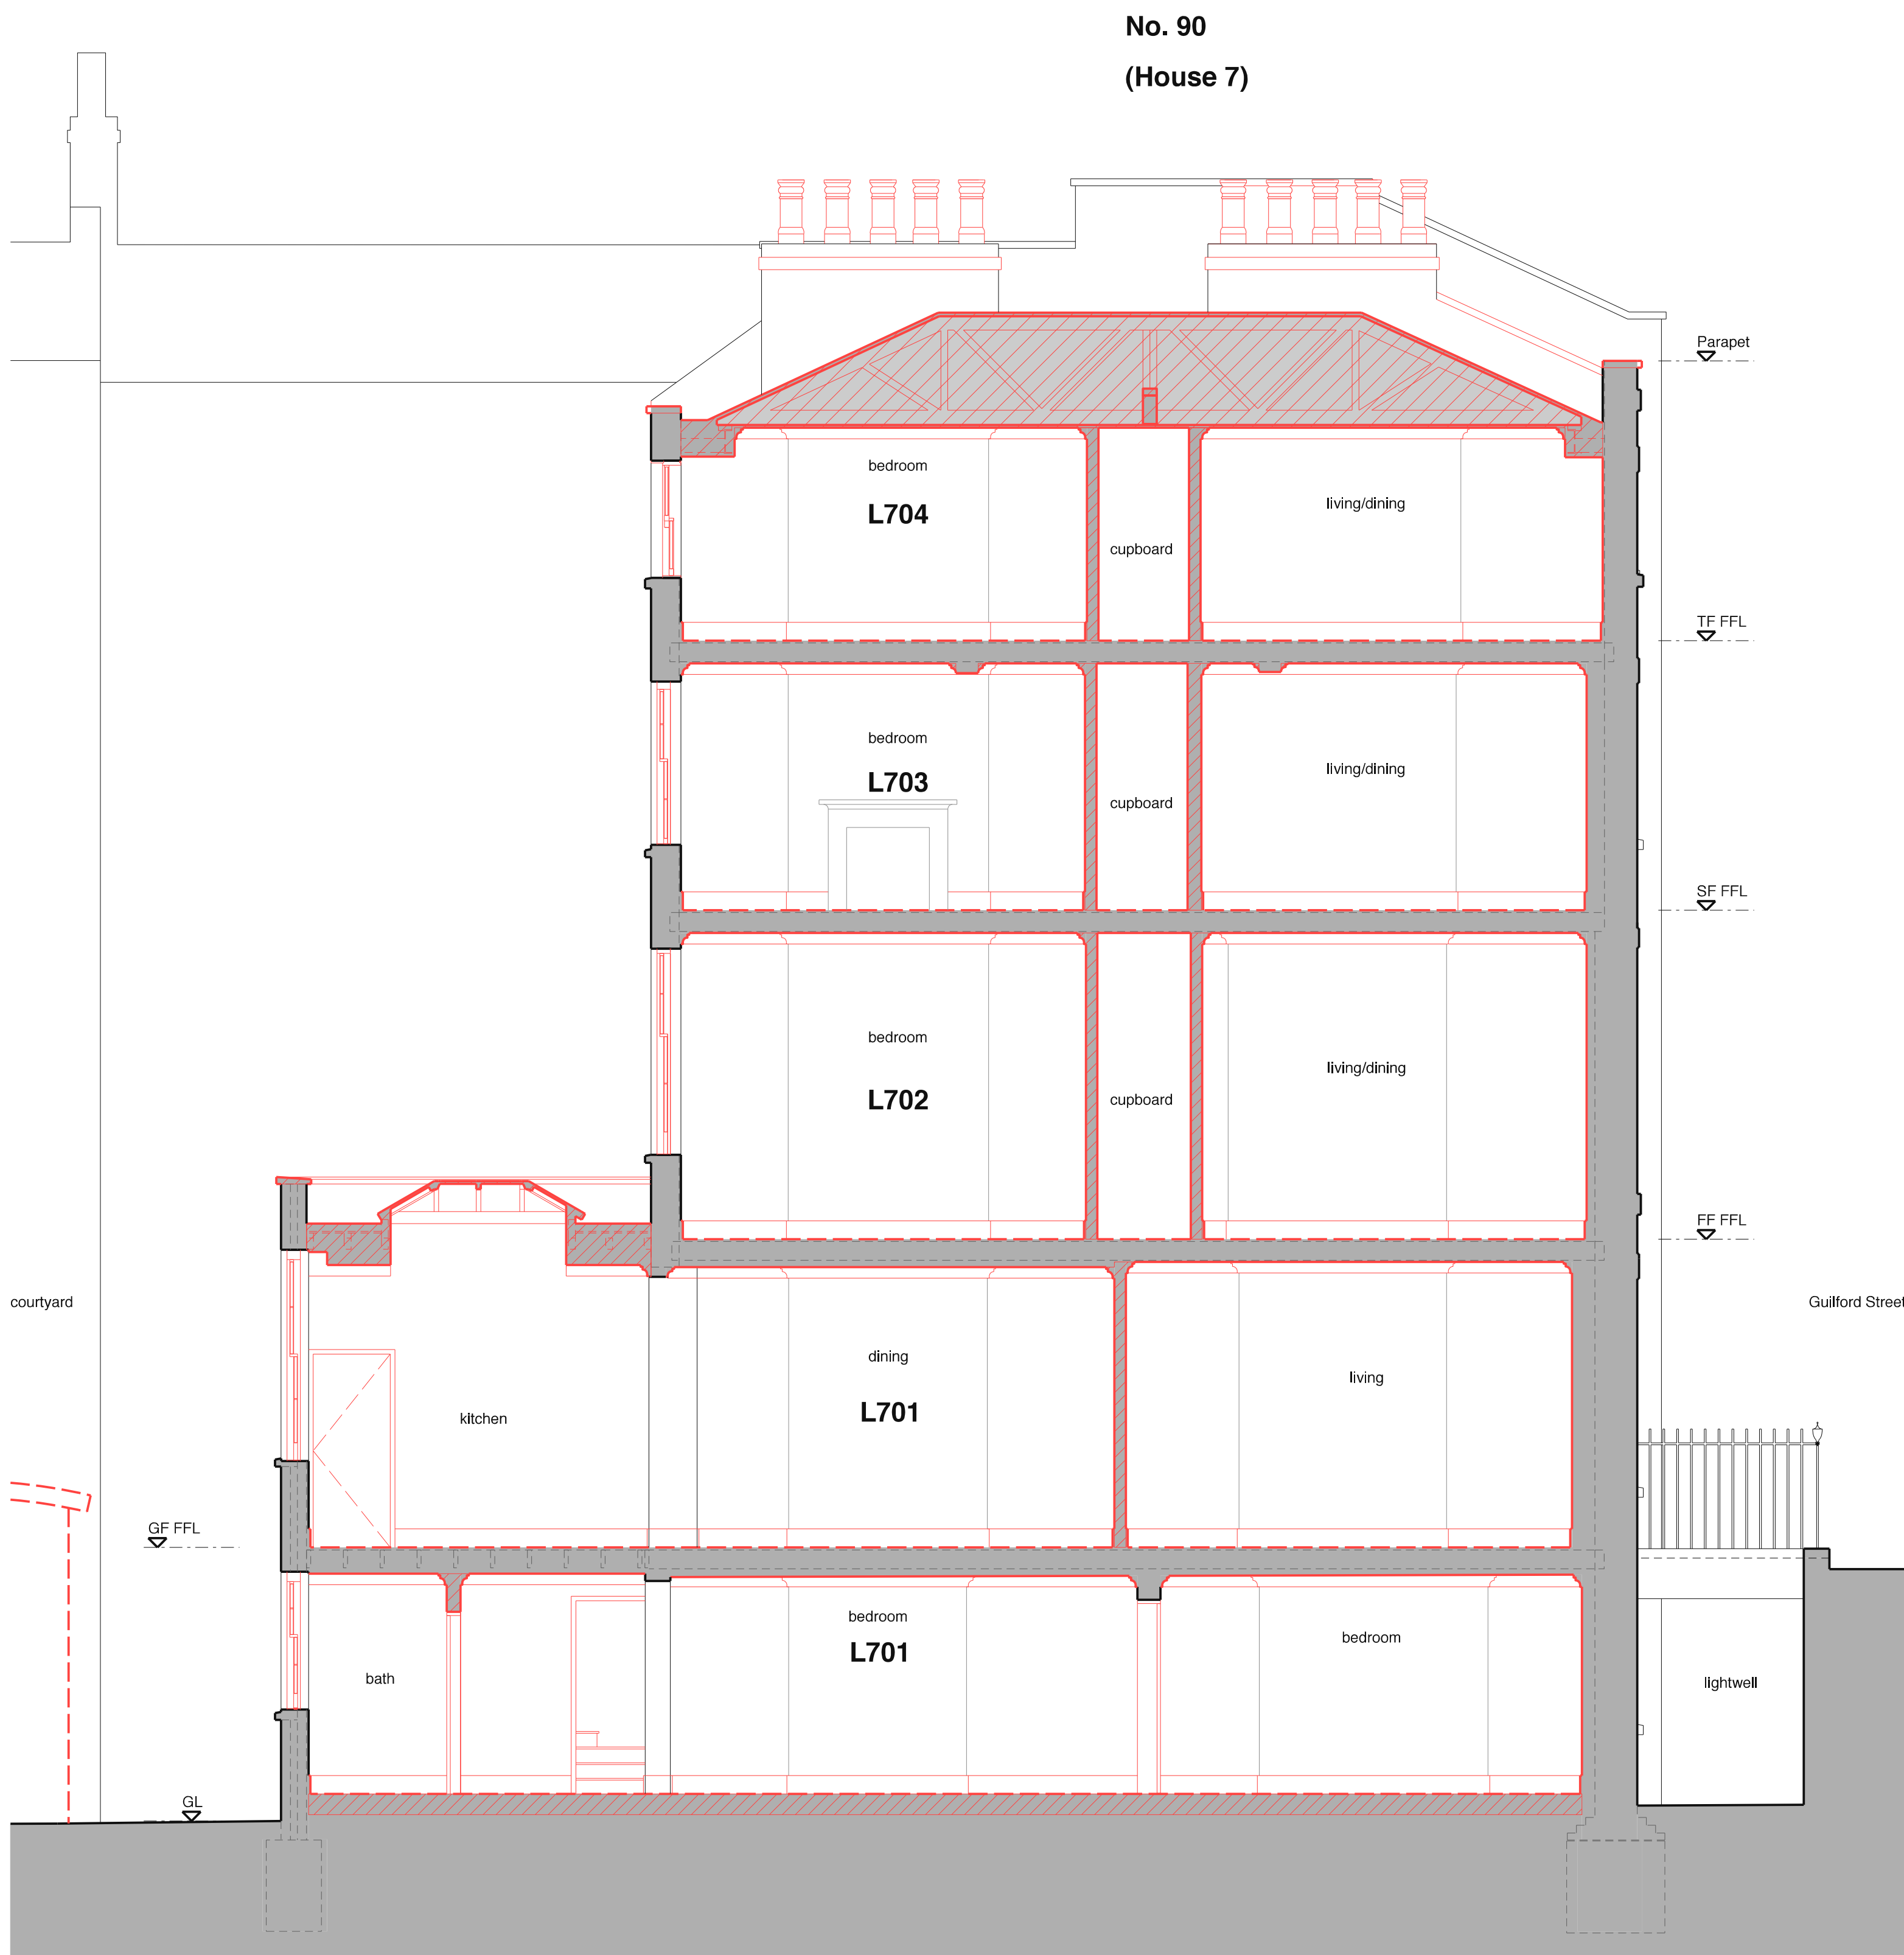 No. 90
(House 7)
Parapet
bedroom
L704
living/dining
cupboard
TF FFL
bedroom
L703
living/dining
cupboard
SF FFL
bedroom
L702
living/dining
cupboard
FF FFL
courtyard
Guilford Street
dining
L701
living
kitchen
GF FFL
bedroom
L701
bedroom
bath
lightwell
GL